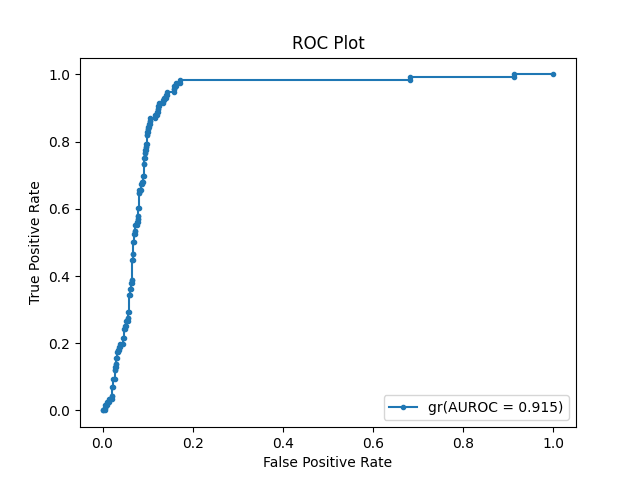 ROC Plot
True Positive Rate
1.0
0.8
0.6
0.4
0.2
0.0
gr(AUROC = 0.915)
0.0 0.2 0.4 0.6 0.8 1.0
False Positive Rate